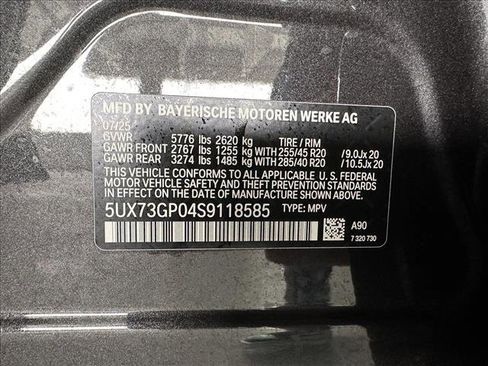 MFD BY BAYERISCHE MOTOREN WERKE AG
07/25
GVWR 5776 lbs 2620 kg TIRE / RIM
GAWR FRONT 2767 lbs 1255 kg WITH 255/45 R20 /9.0Jx 20
GAWR REAR 3274 lbs 1485 kg WITH 285/40 R20 /10.5Jx 20
THIS VEHICLE CONFORMS TO ALL APPLICABLE
U.S. FEDERAL MOTOR VEHICLE SAFETY STANDARDS
IN EFFECT ON THE DATE OF MANUFACTURE SHOWN ABOVE.
5UX73GP04S9118585 TYPE: MPV
A90
7 320 730